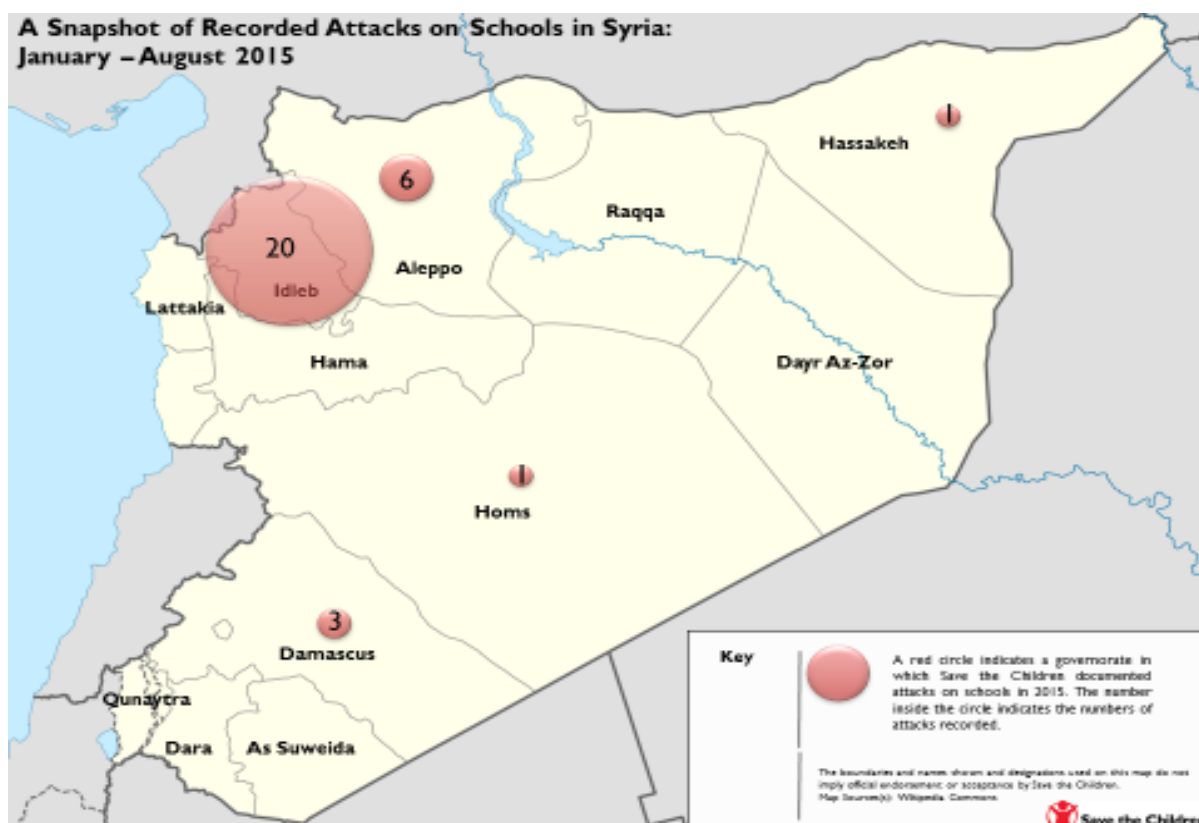 A Snapshot of Recorded Attacks on Schools in Syria:
January – August 2015
1
Hassakeh
6
Raqqa
20
Aleppo
Idleb
Lattakia
Hama
Dayr Az-Zor
1
Homs
3
Damascus
Qunaytra
Dara
As Suweida
Key
A red circle indicates a governorate in
which Save the Children documented
attacks on schools in 2015. The number
inside the circle indicates the numbers of
attacks recorded.
The boundaries and names shown and designations used on this map do not
imply official endorsement or acceptance by Save the Children.
Map Sources(s): Wikipedia Commons
Save the Children